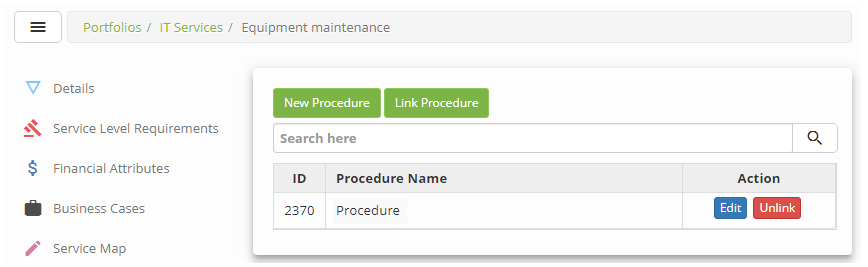 Portfolios / IT Services / Equipment maintenance
Details
Service Level Requirements
Financial Attributes
Business Cases
Service Map
New Procedure Link Procedure
Search here
ID Procedure Name Action
2370 Procedure Edit Unlink